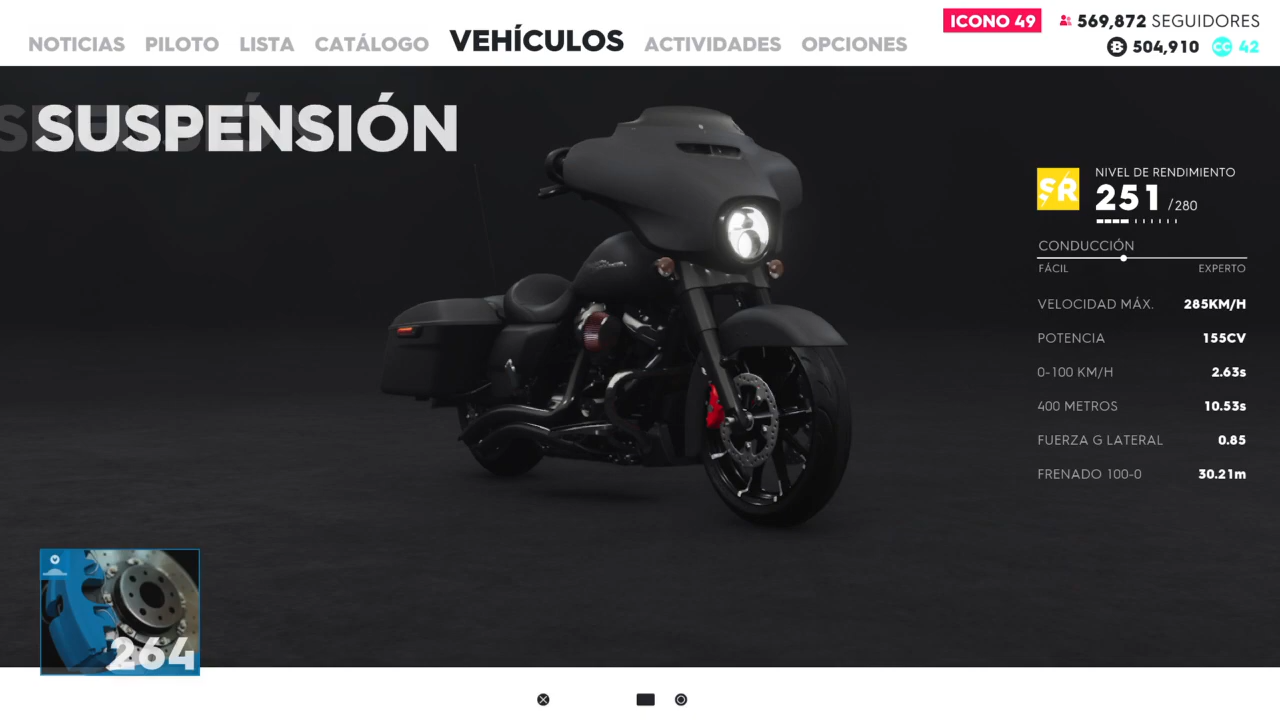 ICONO 49 569,872 SEGUIDORES
NOTICIAS PILOTO LISTA CATÁLOGO VEHÍCULOS ACTIVIDADES OPCIONES
504,910 CC 42
SUSPENSIÓN
SR
NIVEL DE RENDIMIENTO
251 /280
CONDUCCIÓN
FÁCIL EXPERTO
VELOCIDAD MÁX. 285KM/H
POTENCIA 155CV
0-100 KM/H 2.63s
400 METROS 10.53s
FUERZA G LATERAL 0.85
FRENADO 100-0 30.21m
264